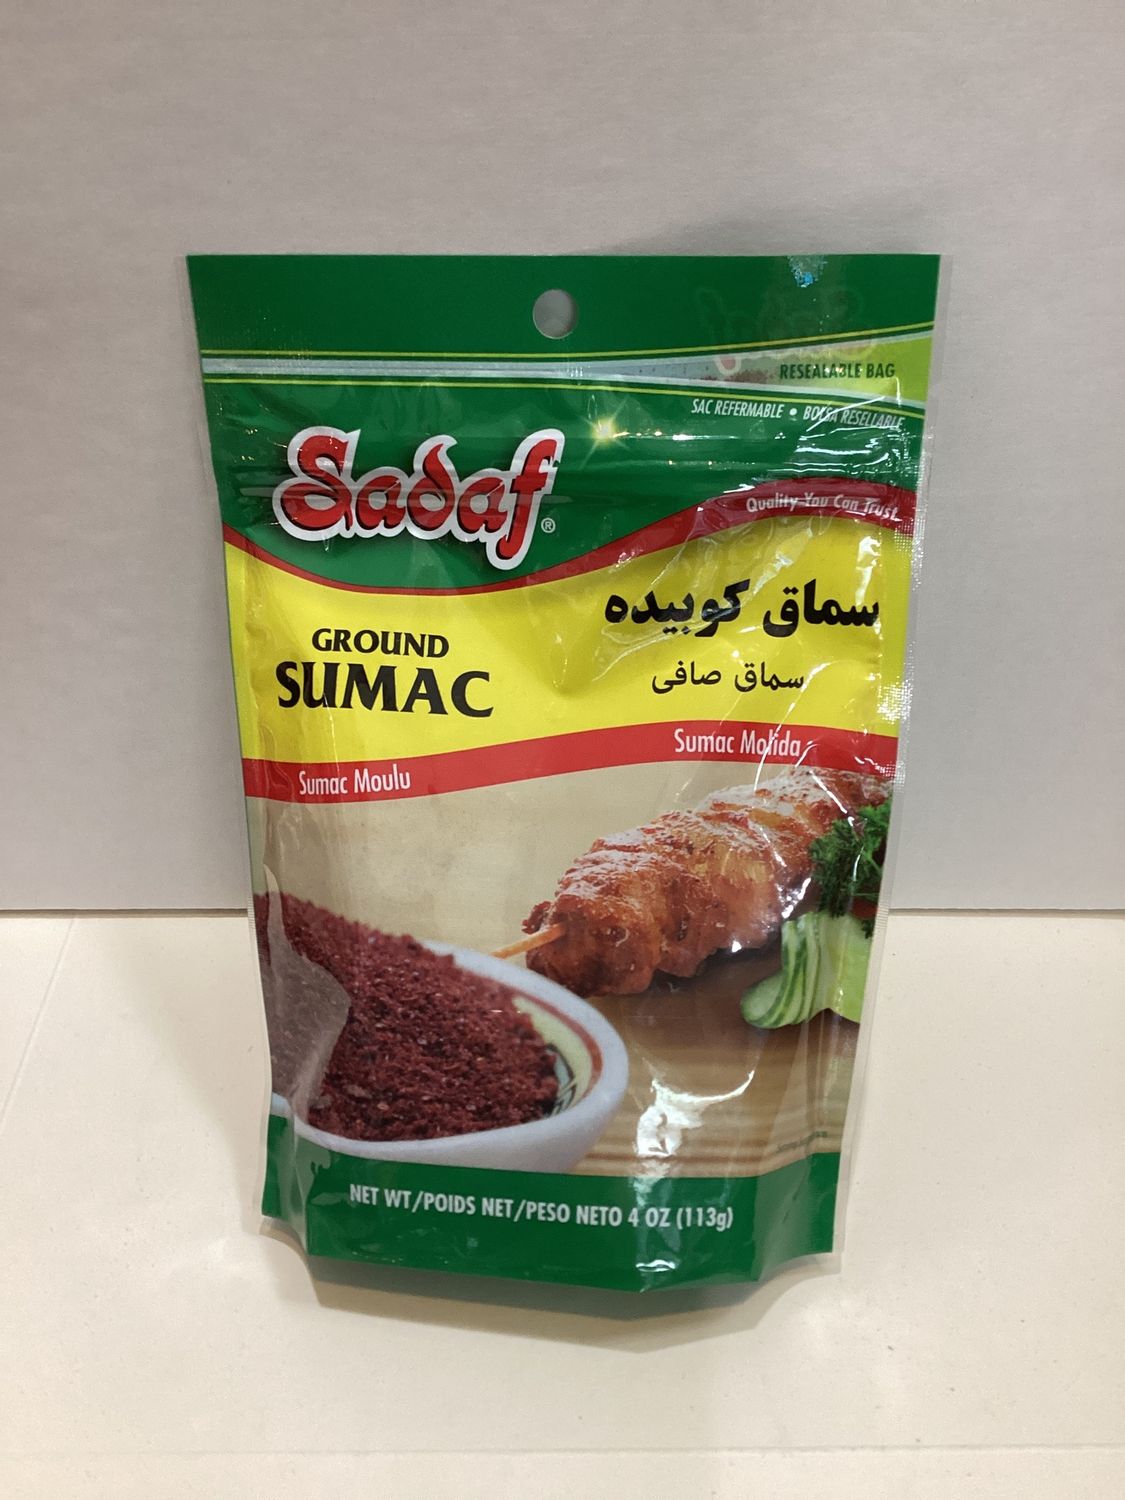 RESEALABLE BAG
SAC REFERMABLE • BOLSA RESELLABLE
Sadaf®
Quality You Can Trust
سماق کوبیده
GROUND
SUMAC
سماق صافی
Sumac Molida
Sumac Moulu
NET WT/POIDS NET/PESO NETO 4 OZ (113g)